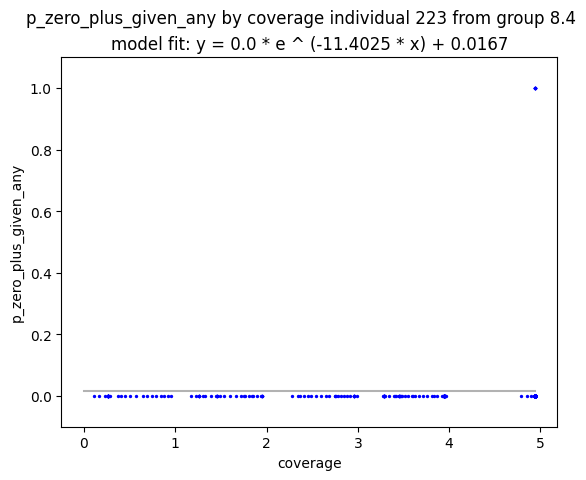 p_zero_plus_given_any by coverage individual 223 from group 8.4
model fit: y = 0.0 * e ^ (-11.4025 * x) + 0.0167
1.0
0.8
0.6
0.4
0.2
0.0
p_zero_plus_given_any
0 1 2 3 4 5
coverage